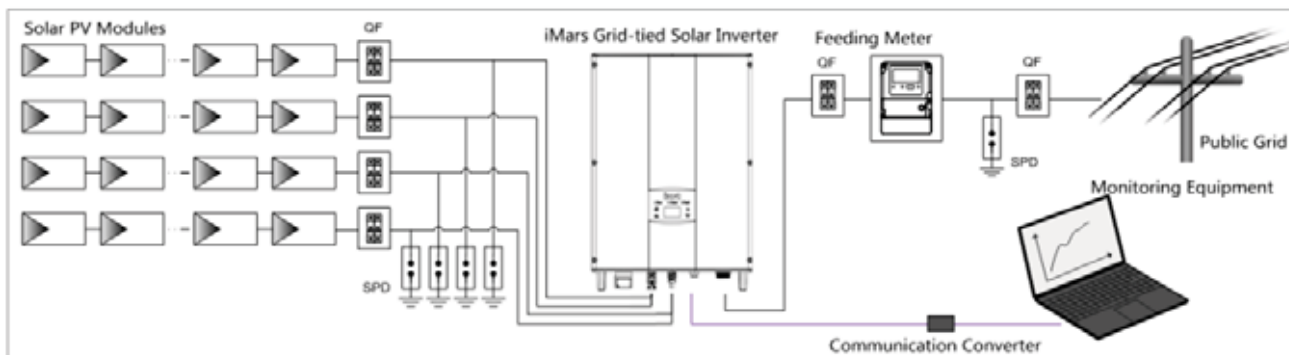 Solar PV Modules
QF
iMars Grid-tied Solar Inverter
Feeding Meter
QF
QF
SPD
Public Grid
Monitoring Equipment
SPD
Communication Converter